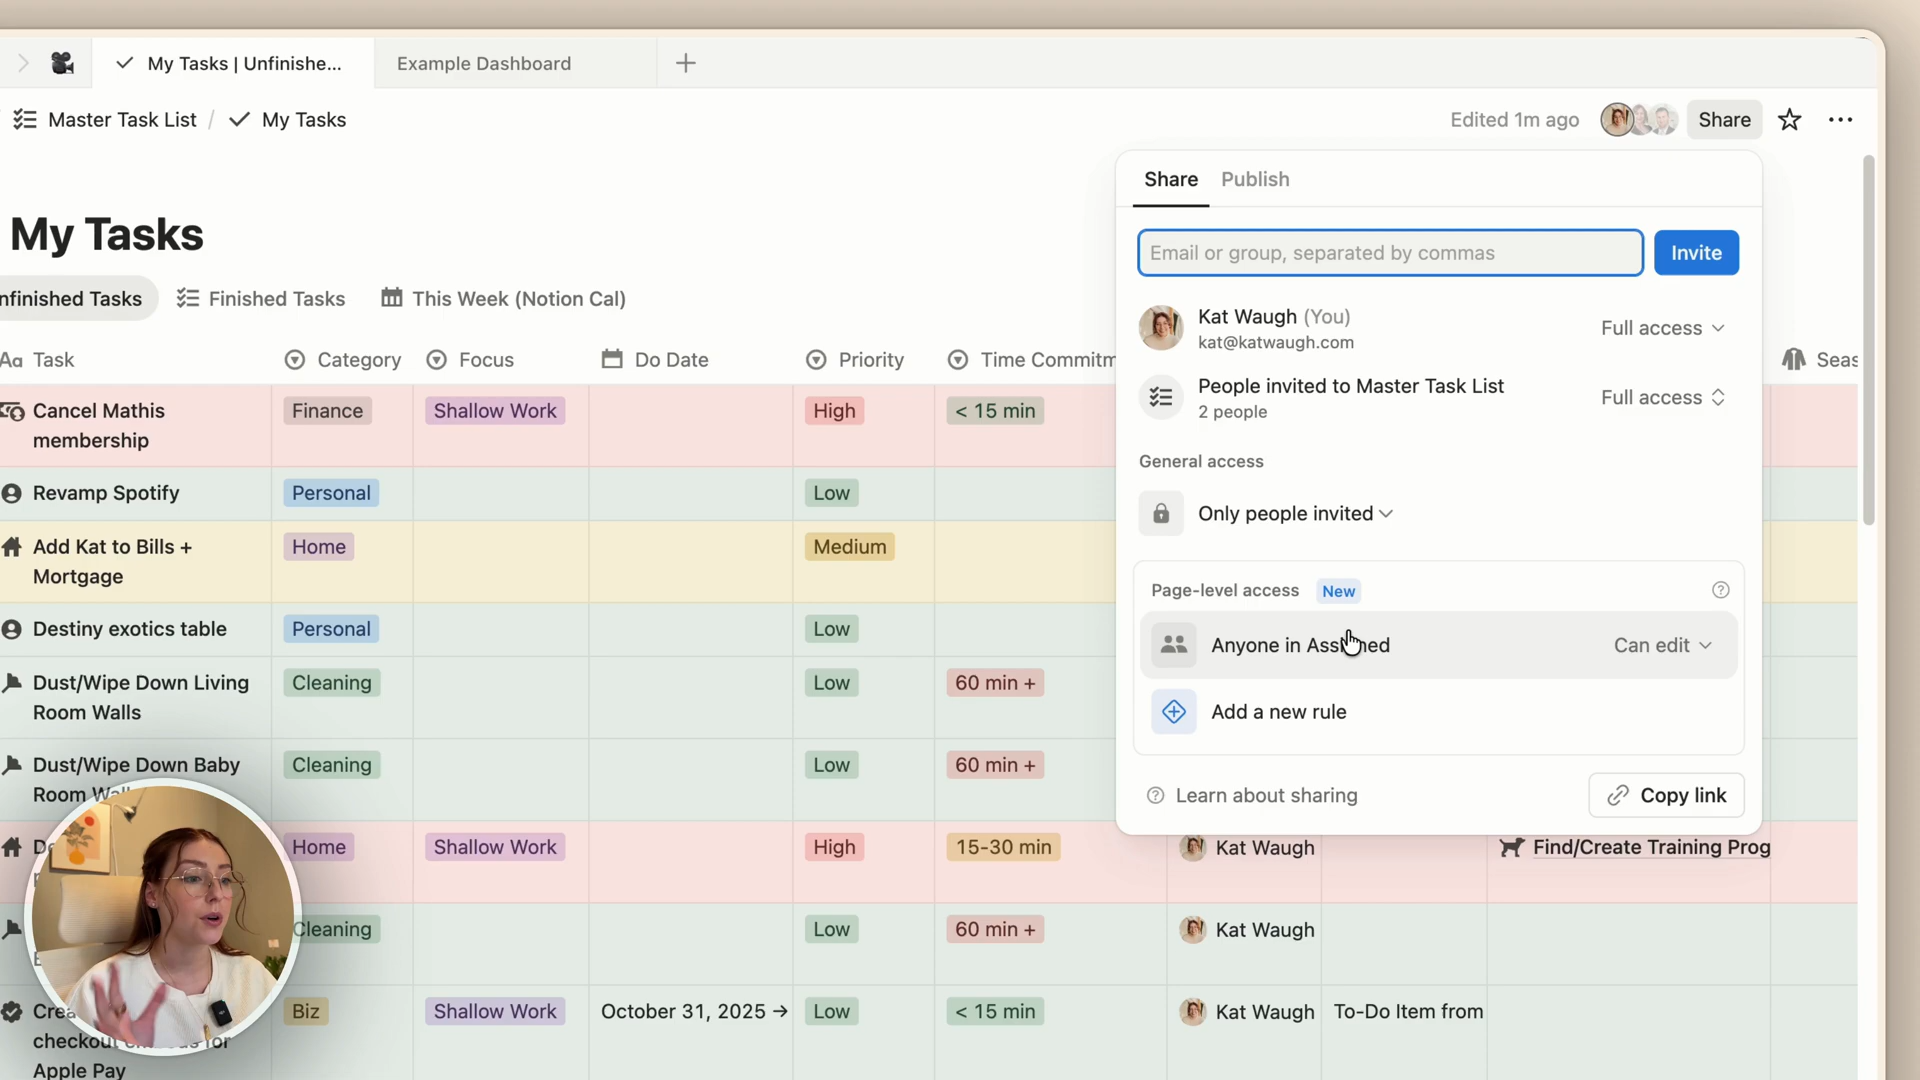 My Tasks | Unfinishe...
Example Dashboard
Master Task List / My Tasks
Edited 1m ago
Share
My Tasks
nfinished Tasks
Finished Tasks
This Week (Notion Cal)
Aa Task
Category
Focus
Do Date
Priority
Time Commitm
Seas
Cancel Mathis
membership
Finance
Shallow Work
High
< 15 min
Revamp Spotify
Personal
Low
Add Kat to Bills +
Mortgage
Home
Medium
Destiny exotics table
Personal
Low
Dust/Wipe Down Living
Room Walls
Cleaning
Low
60 min +
Dust/Wipe Down Baby
Room
Cleaning
Low
60 min +
Home
Shallow Work
High
15-30 min
Kat Waugh
Find/Create Training Prog
Cleaning
Low
60 min +
Kat Waugh
checkout
for
Apple Pay
Biz
Shallow Work
October 31, 2025 →
Low
< 15 min
Kat Waugh
To-Do Item from
Share
Publish
Email or group, separated by commas
Invite
Kat Waugh (You)
kat@katwaugh.com
Full access
People invited to Master Task List
2 people
Full access
General access
Only people invited
Page-level access
New
Anyone in Assigned
Can edit
Add a new rule
Learn about sharing
Copy link